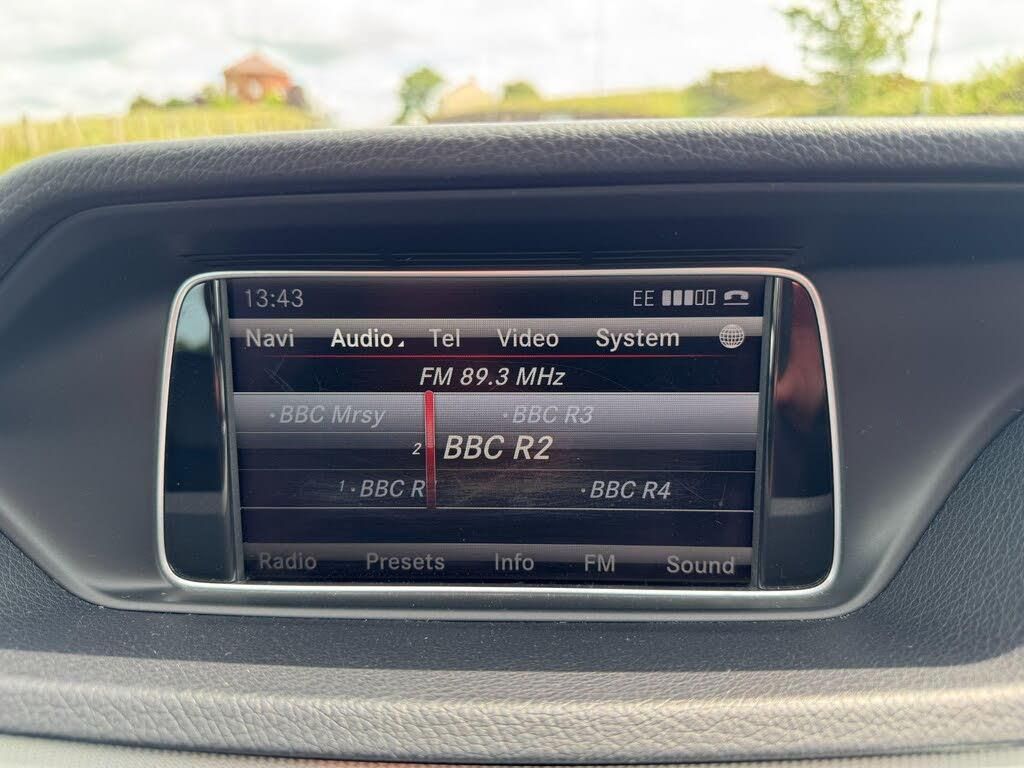 13:43 EE
Navi Audio Tel Video System
FM 89.3 MHz
BBC Mrsy BBC R3
2 BBC R2
1 BBC R BBC R4
Radio Presets Info FM Sound